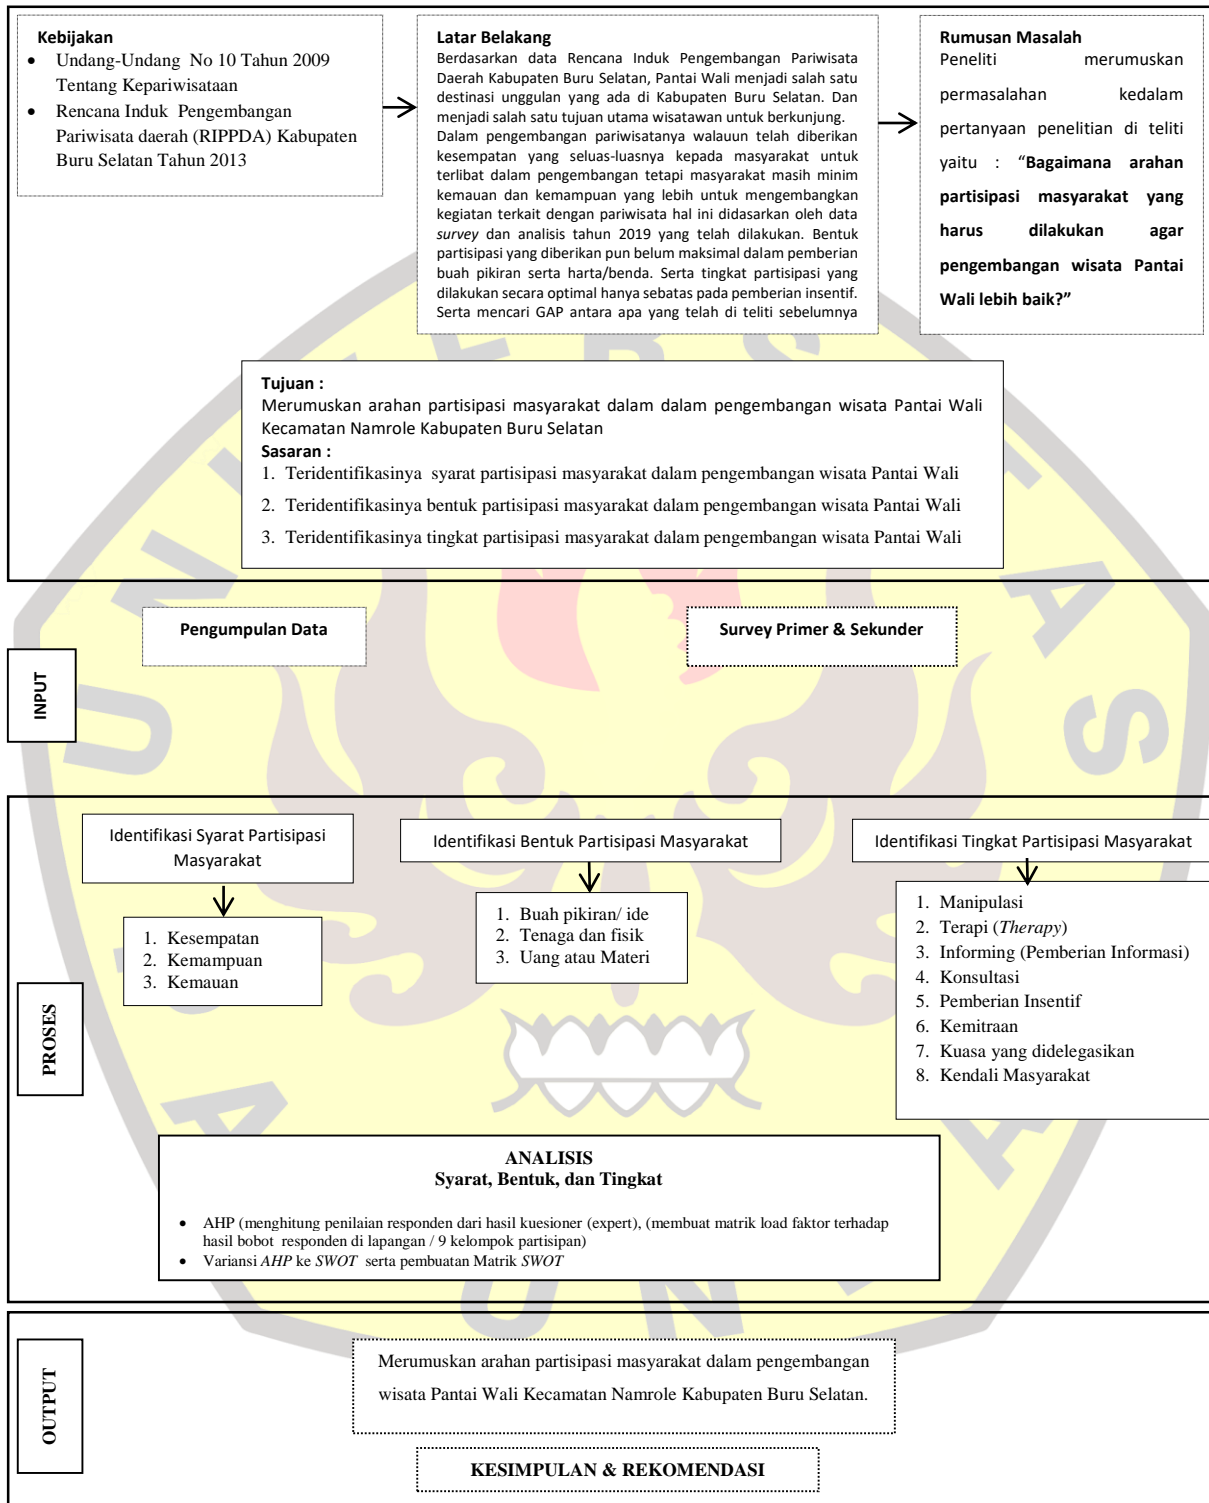 Kebijakan
• Undang-Undang No 10 Tahun 2009
Tentang Kepariwisataan
• Rencana Induk Pengembangan
Pariwisata daerah (RIPPDA) Kabupaten
Buru Selatan Tahun 2013
Latar Belakang
Berdasarkan data Rencana Induk Pengembangan Pariwisata
Daerah Kabupaten Buru Selatan, Pantai Wali menjadi salah satu
destinasi unggulan yang ada di Kabupaten Buru Selatan. Dan
menjadi salah satu tujuan utama wisatawan untuk berkunjung.
Dalam pengembangan pariwisatanya walauun telah diberikan
kesempatan yang seluas-luasnya kepada masyarakat untuk
terlibat dalam pengembangan tetapi masyarakat masih minim
kemauan dan kemampuan yang lebih untuk mengembangkan
kegiatan terkait dengan pariwisata hal ini didasarkan oleh data
survey dan analisis tahun 2019 yang telah dilakukan. Bentuk
partisipasi yang diberikan pun belum maksimal dalam pemberian
buah pikiran serta harta/benda. Serta tingkat partisipasi yang
dilakukan secara optimal hanya sebatas pada pemberian insentif.
Serta mencari GAP antara apa yang telah di teliti sebelumnya
Rumusan Masalah
Peneliti merumuskan
permasalahan kedalam
pertanyaan penelitian di teliti
yaitu : “Bagaimana arahan
partisipasi masyarakat yang
harus dilakukan agar
pengembangan wisata Pantai
Wali lebih baik?”
Tujuan :
Merumuskan arahan partisipasi masyarakat dalam dalam pengembangan wisata Pantai Wali
Kecamatan Namrole Kabupaten Buru Selatan
Sasaran :
1. Teridentifikasinya syarat partisipasi masyarakat dalam pengembangan wisata Pantai Wali
2. Teridentifikasinya bentuk partisipasi masyarakat dalam pengembangan wisata Pantai Wali
3. Teridentifikasinya tingkat partisipasi masyarakat dalam pengembangan wisata Pantai Wali
Pengumpulan Data
Survey Primer & Sekunder
INPUT
Identifikasi Syarat Partisipasi
Masyarakat
Identifikasi Bentuk Partisipasi Masyarakat
Identifikasi Tingkat Partisipasi Masyarakat
1. Kesempatan
2. Kemampuan
3. Kemauan
1. Buah pikiran/ ide
2. Tenaga dan fisik
3. Uang atau Materi
1. Manipulasi
2. Terapi (Therapy)
3. Informing (Pemberian Informasi)
4. Konsultasi
5. Pemberian Insentif
6. Kemitraan
7. Kuasa yang didelegasikan
8. Kendali Masyarakat
PROSES
ANALISIS
Syarat, Bentuk, dan Tingkat
• AHP (menghitung penilaian responden dari hasil kuesioner (expert), (membuat matrik load faktor terhadap
hasil bobot responden di lapangan / 9 kelompok partisipan)
• Variansi AHP ke SWOT serta pembuatan Matrik SWOT
OUTPUT
Merumuskan arahan partisipasi masyarakat dalam pengembangan
wisata Pantai Wali Kecamatan Namrole Kabupaten Buru Selatan.
KESIMPULAN & REKOMENDASI